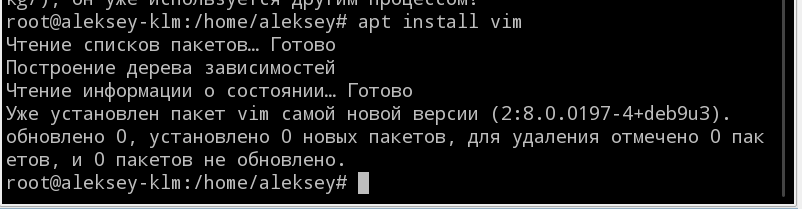 kg/), он уже используется другим процессом?
root@aleksey-klm:/home/aleksey# apt install vim
Чтение списков пакетов… Готово
Построение дерева зависимостей
Чтение информации о состоянии… Готово
Уже установлен пакет vim самой новой версии (2:8.0.0197-4+deb9u3).
обновлено 0, установлено 0 новых пакетов, для удаления отмечено 0 пак
етов, и 0 пакетов не обновлено.
root@aleksey-klm:/home/aleksey#